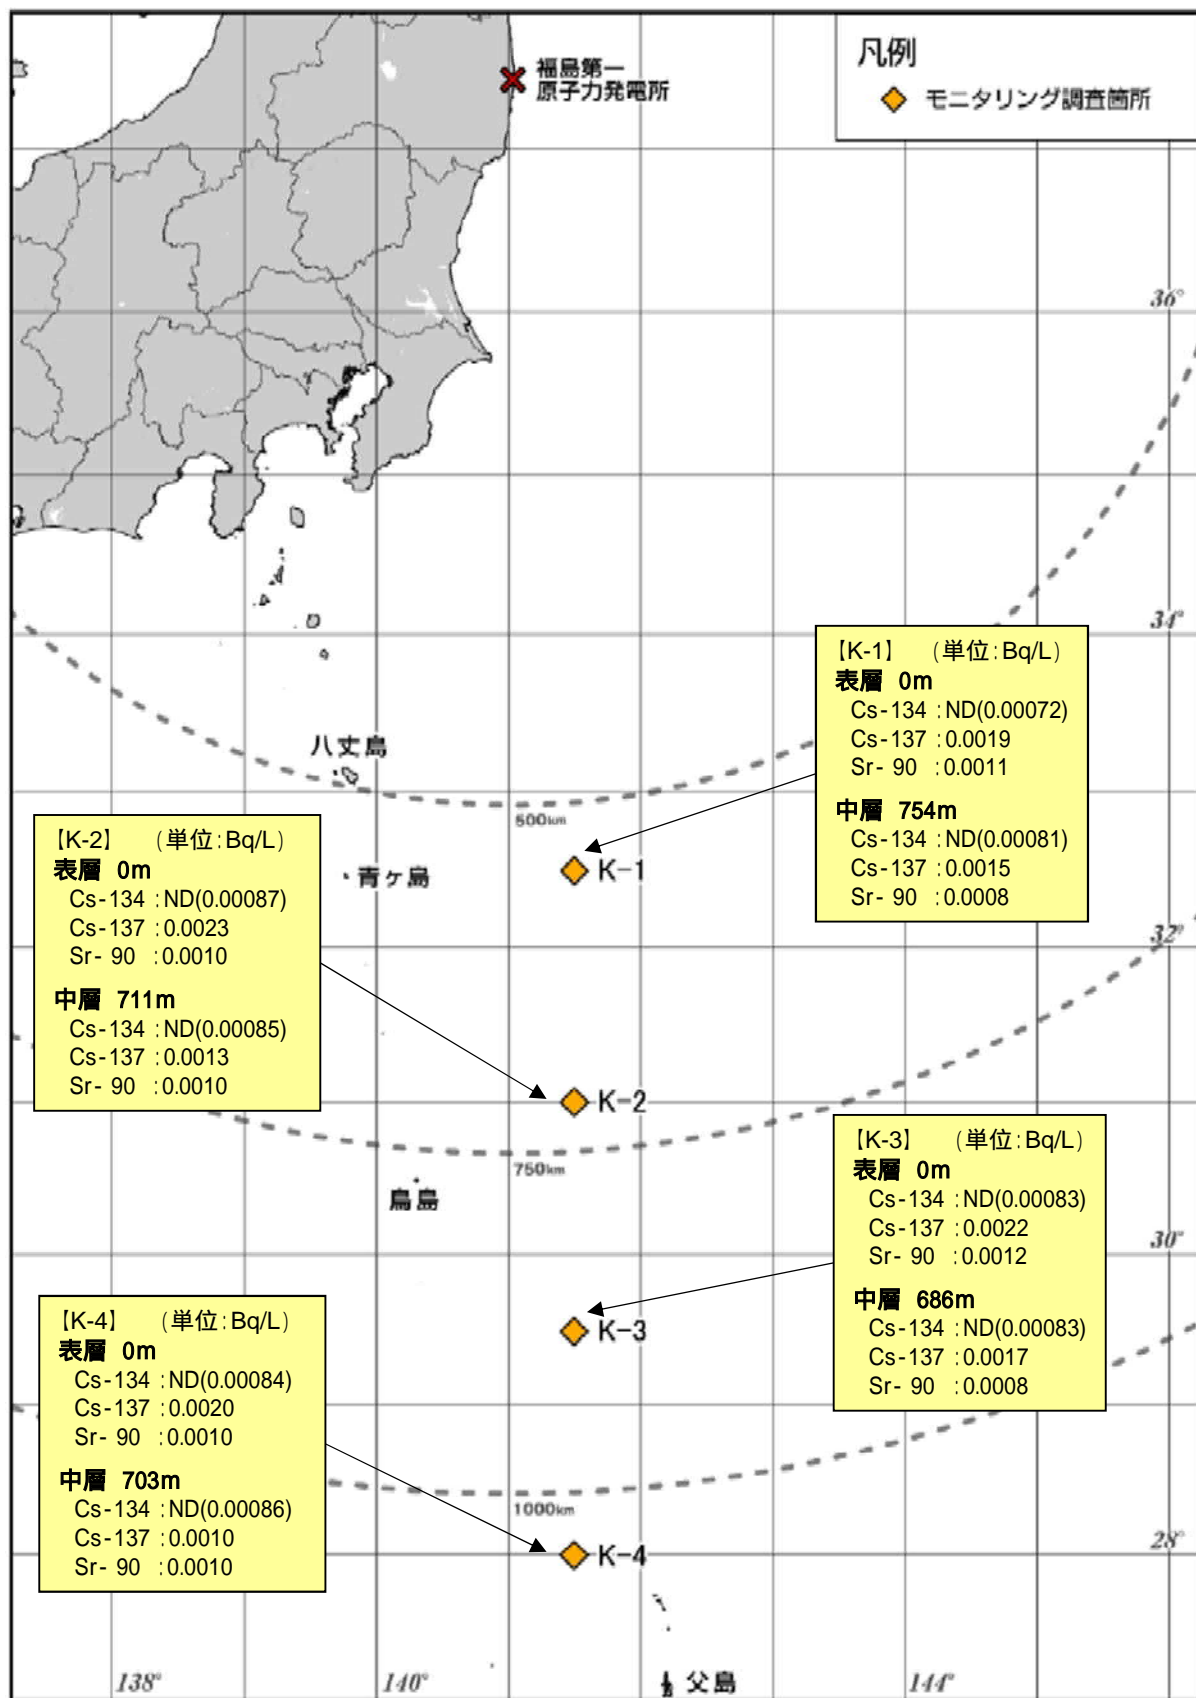 福島第一
原子力発電所
凡例
モニタリング調査箇所
36°
34°
【K-1】 (単位:Bq/L)
表層 0m
Cs-134 :ND(0.00072)
Cs-137 :0.0019
Sr- 90 :0.0011
中層 754m
Cs-134 :ND(0.00081)
Cs-137 :0.0015
Sr- 90 :0.0008
八丈島
500km
K-1
青ヶ島
【K-2】 (単位:Bq/L)
表層 0m
Cs-134 :ND(0.00087)
Cs-137 :0.0023
Sr- 90 :0.0010
中層 711m
Cs-134 :ND(0.00085)
Cs-137 :0.0013
Sr- 90 :0.0010
32°
K-2
750km
鳥島
【K-3】 (単位:Bq/L)
表層 0m
Cs-134 :ND(0.00083)
Cs-137 :0.0022
Sr- 90 :0.0012
中層 686m
Cs-134 :ND(0.00083)
Cs-137 :0.0017
Sr- 90 :0.0008
30°
K-3
【K-4】 (単位:Bq/L)
表層 0m
Cs-134 :ND(0.00084)
Cs-137 :0.0020
Sr- 90 :0.0010
中層 703m
Cs-134 :ND(0.00086)
Cs-137 :0.0010
Sr- 90 :0.0010
1000km
K-4
28°
138°
140°
父島
144°